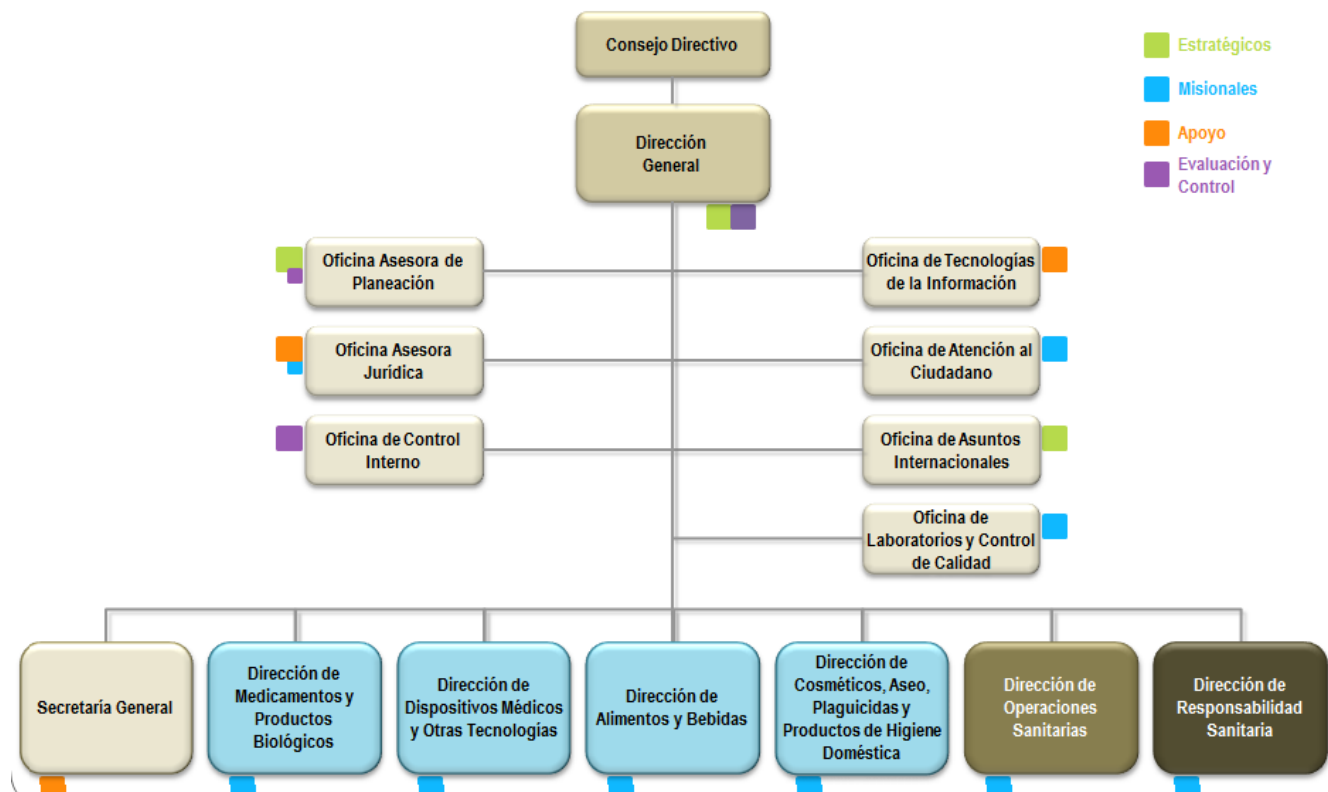 Consejo Directivo
Estratégicos
Misionales
Apoyo
Evaluación y
Control
Dirección
General
Oficina Asesora de
Planeación
Oficina de Tecnologías
de la Información
Oficina Asesora
Jurídica
Oficina de Atención al
Ciudadano
Oficina de Control
Interno
Oficina de Asuntos
Internacionales
Oficina de
Laboratorios y Control
de Calidad
Secretaría General
Dirección de
Medicamentos y
Productos
Biológicos
Dirección de
Dispositivos Médicos
y Otras Tecnologías
Dirección de
Alimentos y Bebidas
Dirección de
Cosméticos, Aseo,
Plaguicidas y
Productos de Higiene
Doméstica
Dirección de
Operaciones
Sanitarias
Dirección de
Responsabilidad
Sanitaria